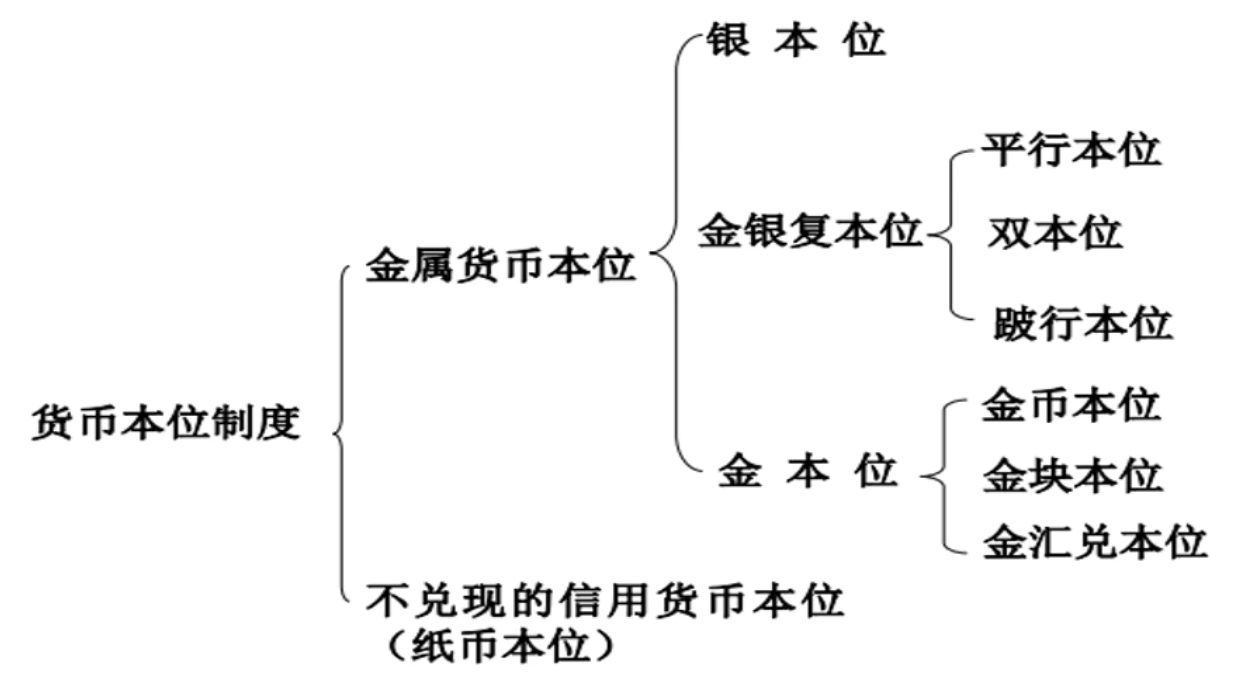 银 本 位
平行本位
金银复本位
双本位
金属货币本位
跛行本位
货币本位制度
金币本位
金 本 位
金块本位
金汇兑本位
不兑现的信用货币本位
（纸币本位）